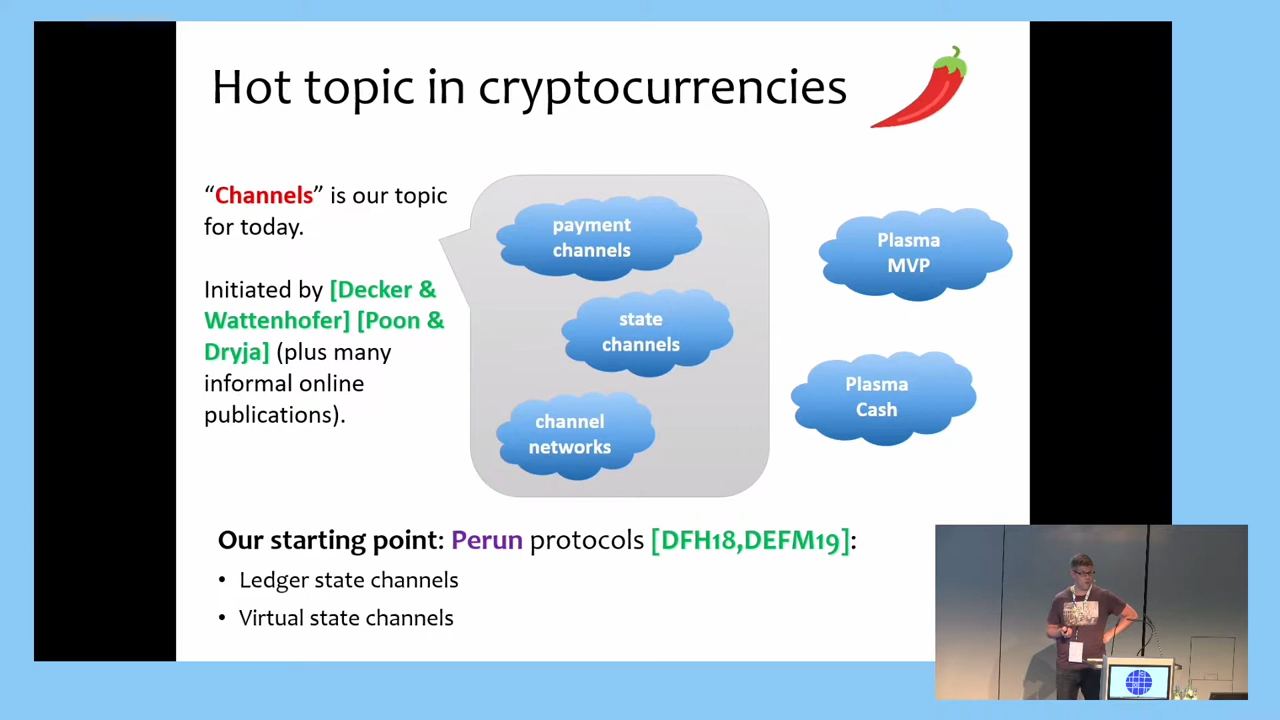 Hot topic in cryptocurrencies
“Channels” is our topic
for today.
Initiated by [Decker &
Wattenhofer] [Poon &
Dryja] (plus many
informal online
publications).
payment
channels
state
channels
channel
networks
Plasma
MVP
Plasma
Cash
Our starting point: Perun protocols [DFH18,DEFM19]:
• Ledger state channels
• Virtual state channels